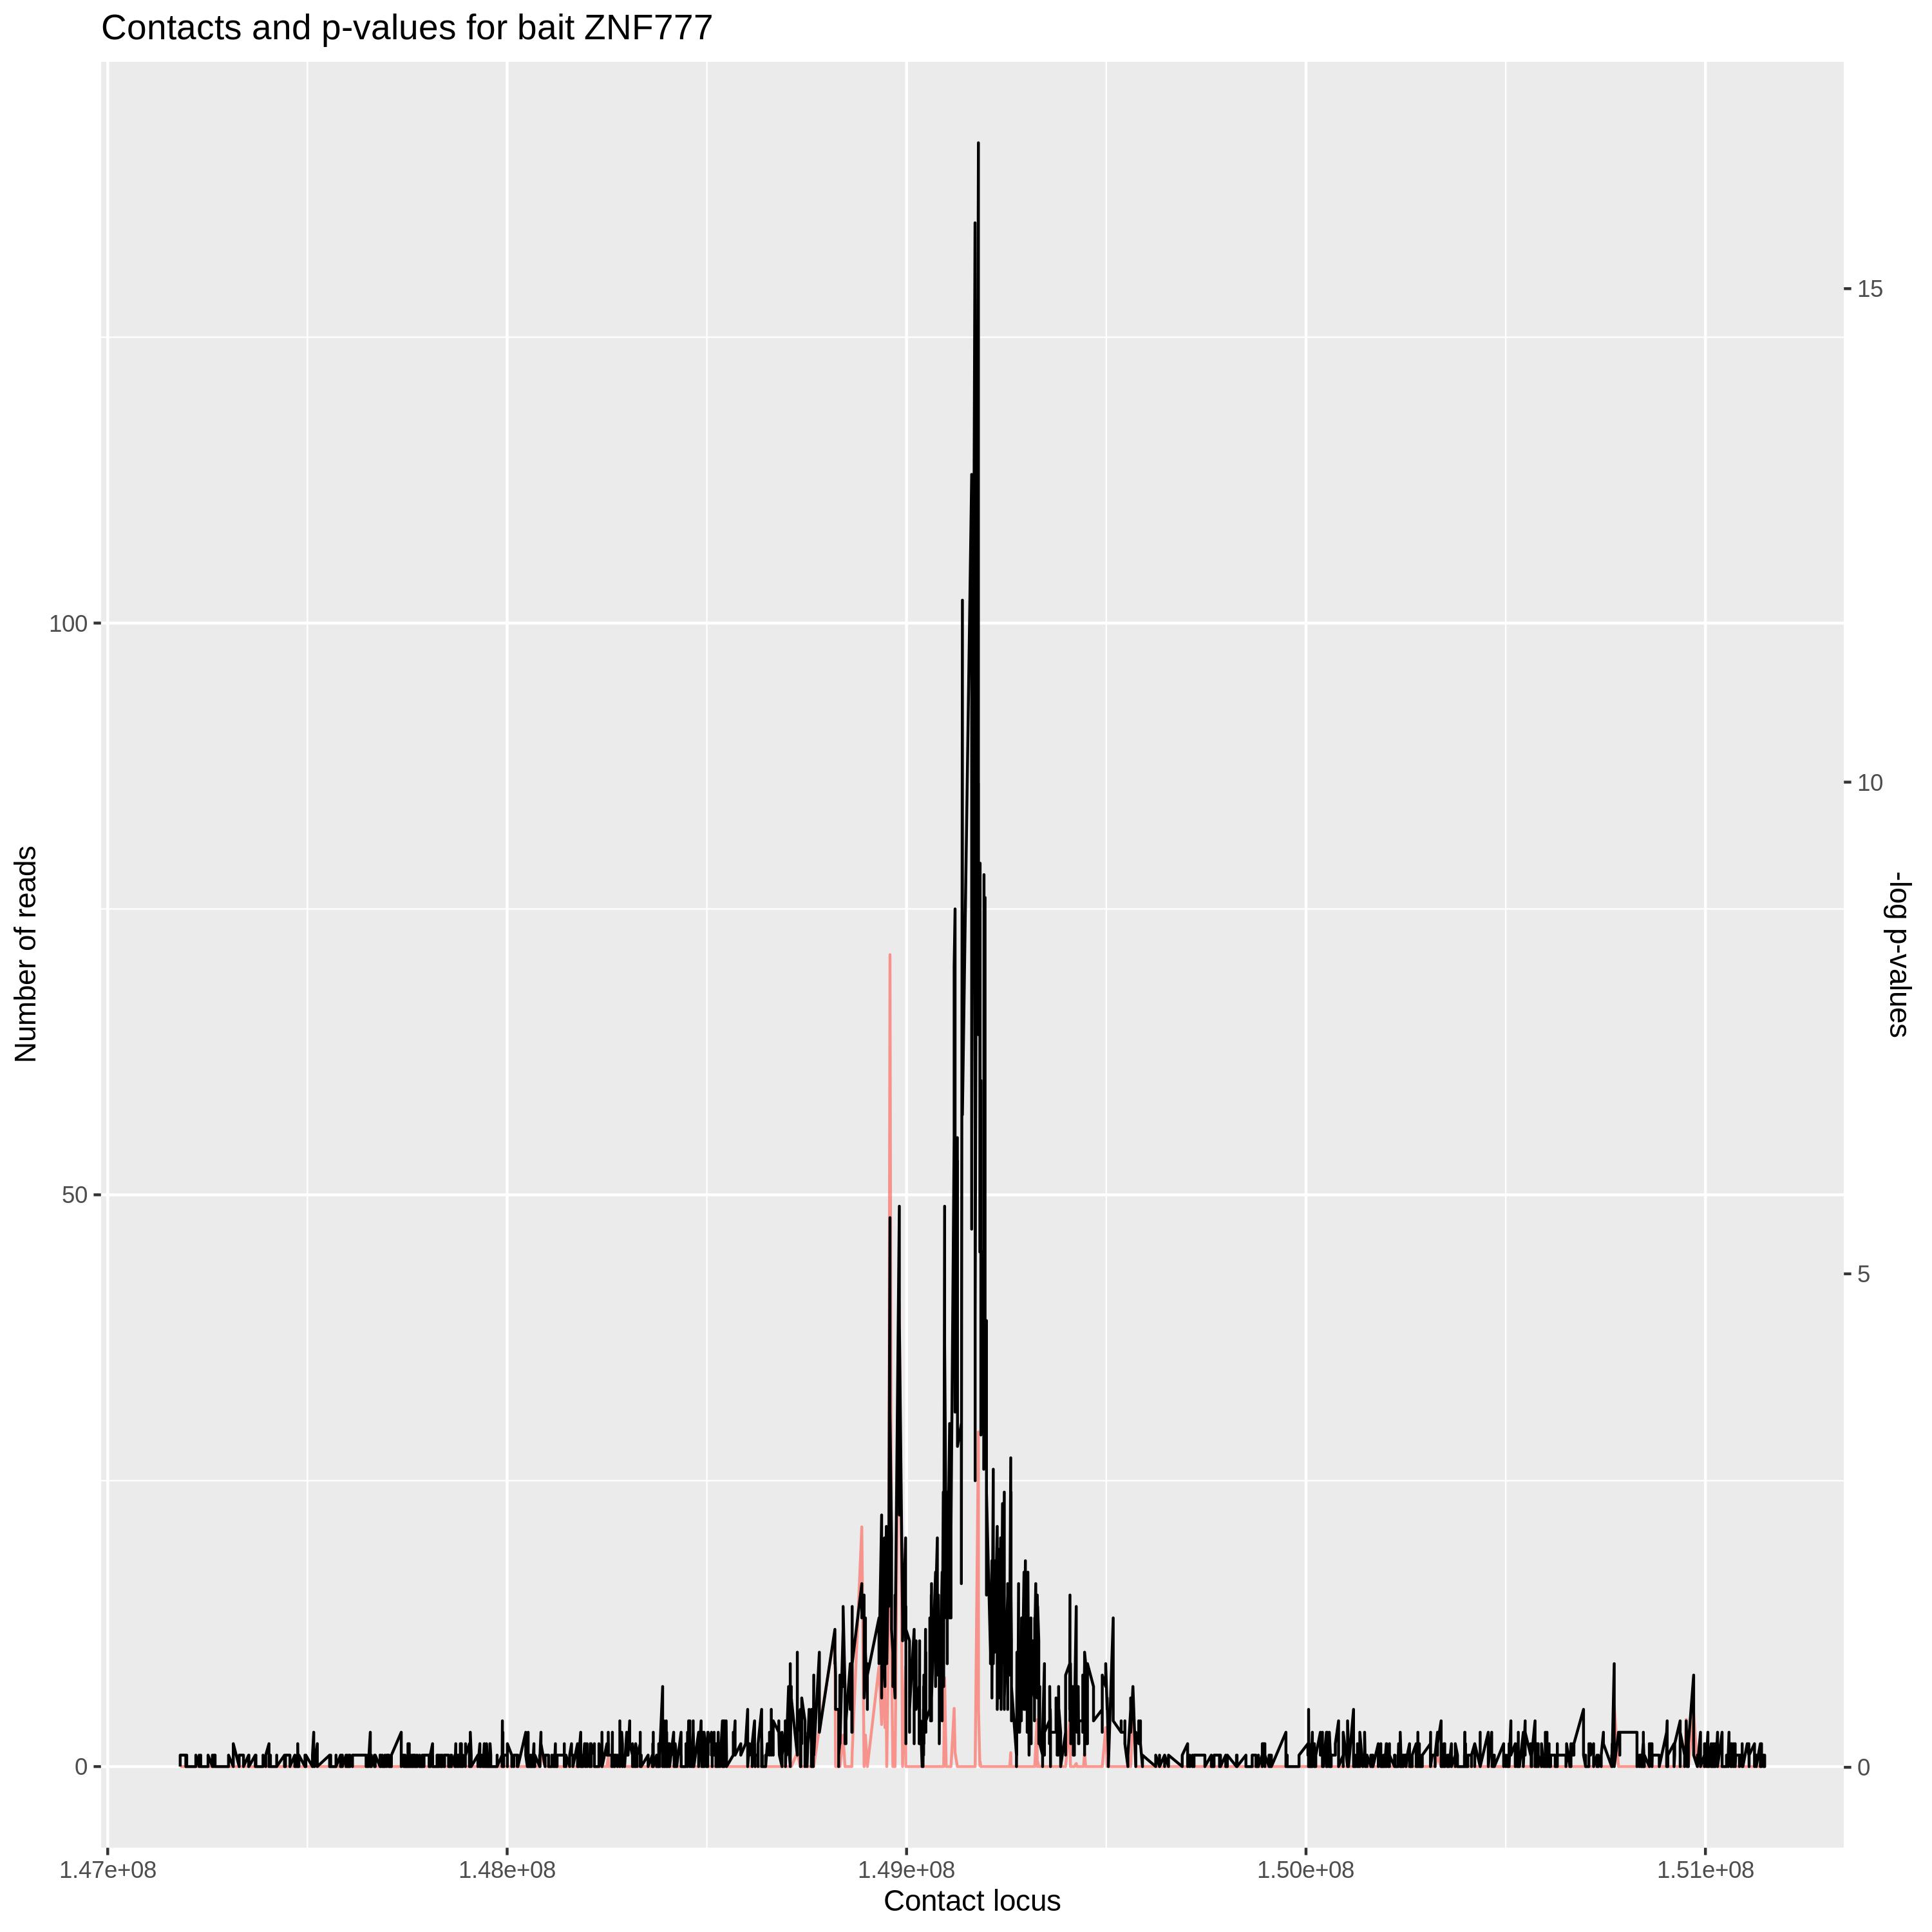 Contacts and p-values for bait ZNF777
Number of reads
100
50
0
15
10
5
0
-log p-values
1.47e+08
1.48e+08
1.49e+08
1.50e+08
1.51e+08
Contact locus